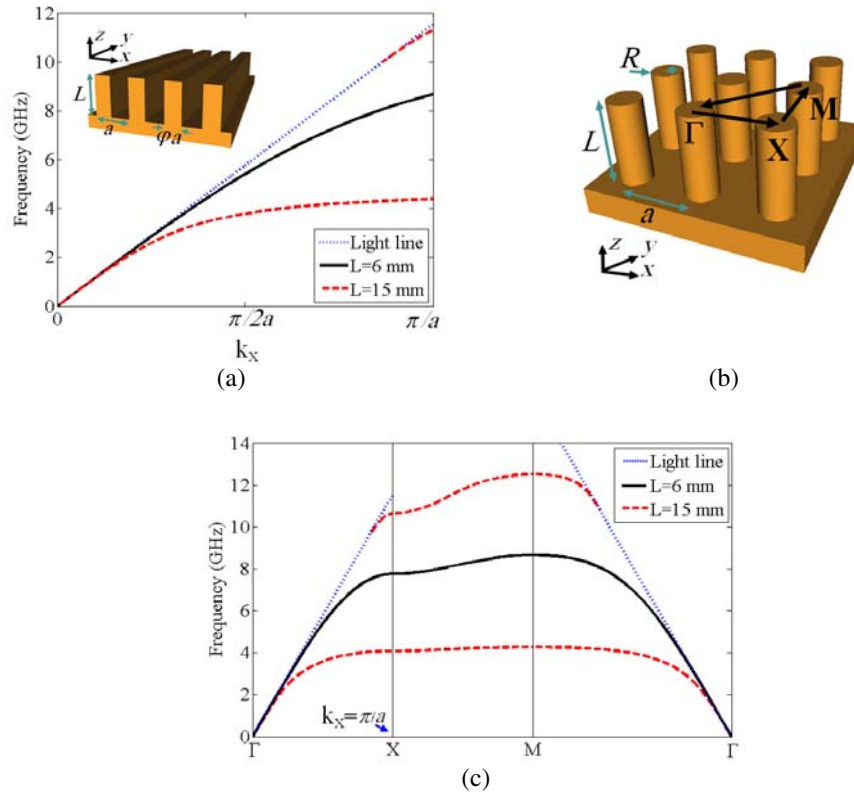 12
10
8
6
4
2
0
Frequency (GHz)
z
y
x
L
a
φa
Light line
L=6 mm
L=15 mm
0
π/2a
π/a
kX
(a)
R
L
a
Γ
X
M
z
y
x
(b)
14
12
10
8
6
4
2
0
Frequency (GHz)
Light line
L=6 mm
L=15 mm
kX=π/a
Γ
X
M
Γ
(c)